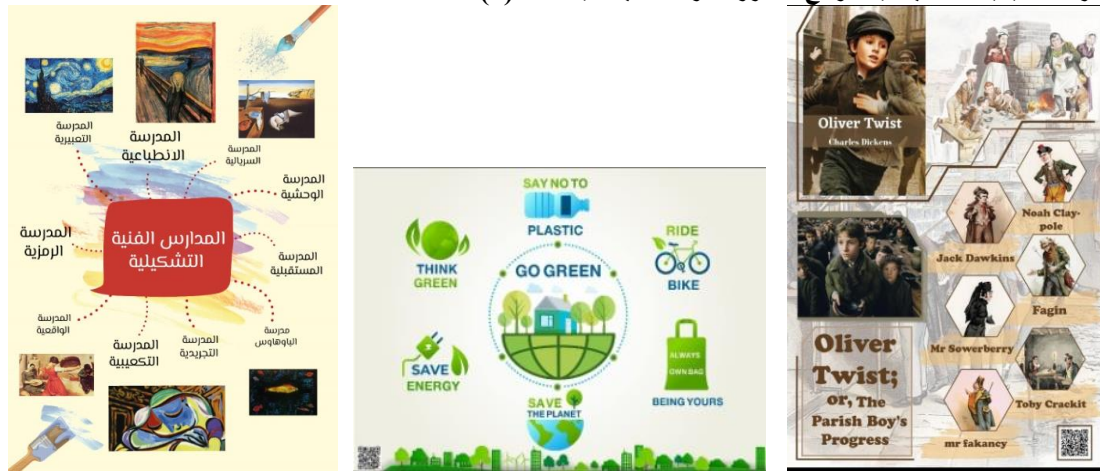 المدرسة
التعبيرية
المدرسة
الانطباعية
المدرسة
السريالية
المدرسة
الوحشية
المدارس الفنية
التشكيلية
المدرسة
الرمزية
المدرسة
المستقبلية
المدرسة
الواقعية
المدرسة
التكعيبية
المدرسة
التجريدية
مدرسة
الباوهاوس
SAY NO TO
PLASTIC
THINK
GREEN
GO GREEN
RIDE
BIKE
SAVE
ENERGY
ALWAYS
OWN BAG
BEING YOURS
SAVE
THE PLANET
Oliver Twist
Charles Dickens
Noah Clay-
pole
Jack Dawkins
Fagin
Mr Sowerberry
Toby Crackit
mr fakancy
Oliver
Twist;
or, The
Parish Boy's
Progress